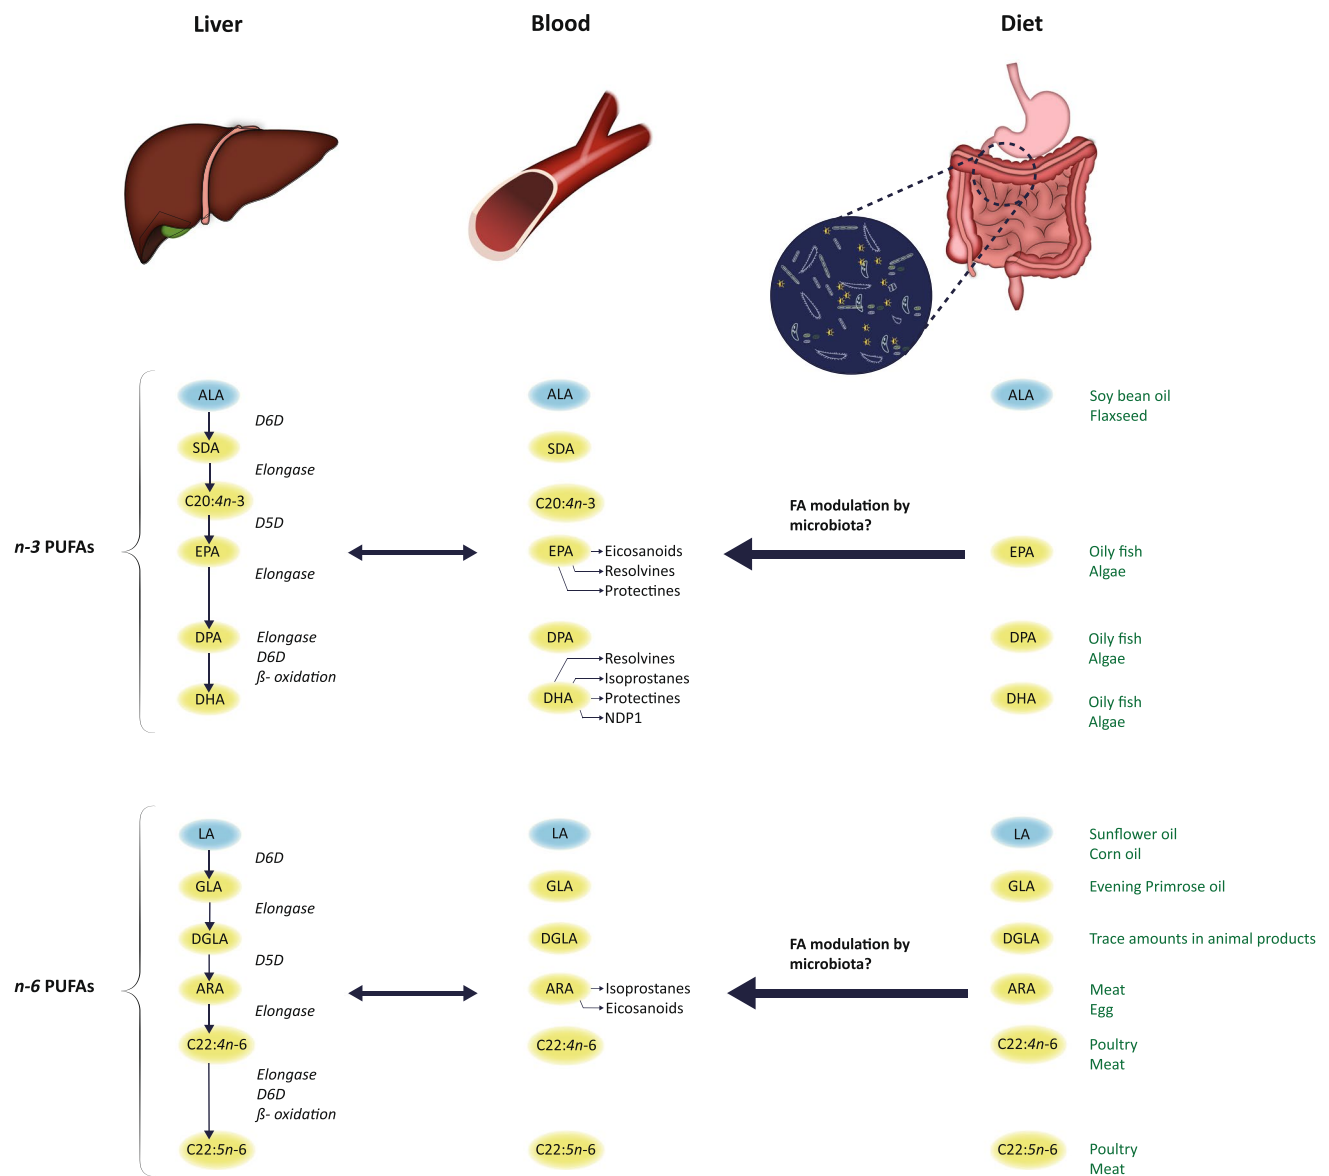 Liver
Blood
Diet
n-3 PUFAs
ALA
D6D
SDA
Elongase
C20:4n-3
D5D
EPA
Elongase
DPA
Elongase
D6D
ß- oxidation
DHA
ALA
SDA
C20:4n-3
EPA
Eicosanoids
Resolvines
Protectines
DPA
Resolvines
Isoprostanes
DHA
Protectines
NDP1
FA modulation by
microbiota?
ALA
Soy bean oil
Flaxseed
EPA
Oily fish
Algae
DPA
Oily fish
Algae
DHA
Oily fish
Algae
n-6 PUFAs
LA
D6D
GLA
Elongase
DGLA
D5D
ARA
Elongase
C22:4n-6
Elongase
D6D
ß- oxidation
C22:5n-6
LA
GLA
DGLA
ARA
Isoprostanes
Eicosanoids
C22:4n-6
C22:5n-6
FA modulation by
microbiota?
LA
Sunflower oil
Corn oil
GLA
Evening Primrose oil
DGLA
Trace amounts in animal products
ARA
Meat
Egg
C22:4n-6
Poultry
Meat
C22:5n-6
Poultry
Meat